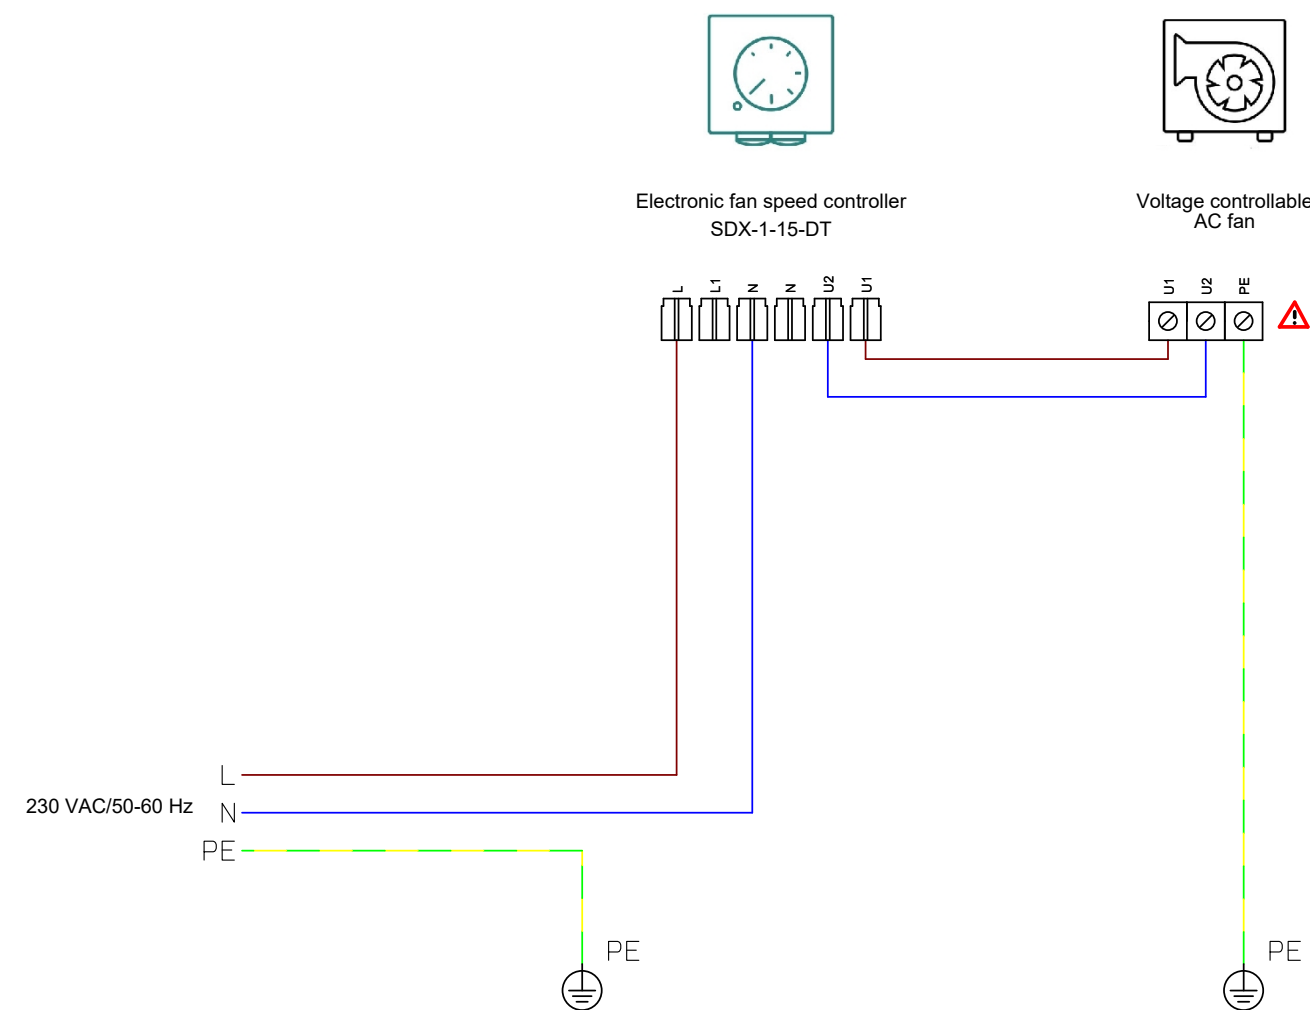 Electronic fan speed controller
SDX-1-15-DT
Voltage controllable
AC fan
L L1 N N U2 U1
U1 U2 PE
L
230 VAC/50-60 Hz
N
PE
PE
PE